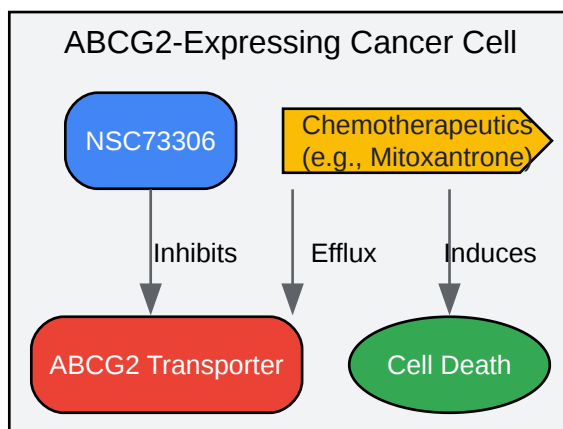 ABCG2-Expressing Cancer Cell
NSC73306
Chemotherapeutics
(e.g., Mitoxantrone)
Inhibits
Efflux
Induces
ABCG2 Transporter
Cell Death